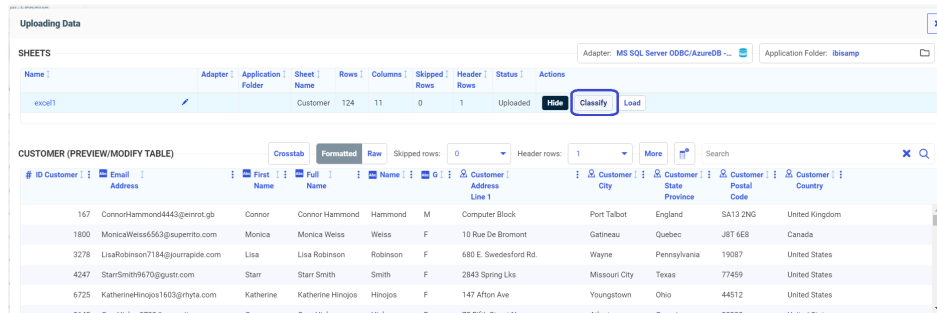 Uploading Data
SHEETS
Adapter: MS SQL Server ODBC/AzureDB -...
Application Folder: ibisamp
Name Adapter Application Folder Sheet Name Rows Columns Skipped Rows Header Rows Status Actions
excel1 Customer 124 11 0 1 Uploaded Hide Classify Load
CUSTOMER (PREVIEW/MODIFY TABLE) Crosstab Formatted Raw Skipped rows: 0 Header rows: 1 More Search
# ID Customer Abc Email Address Abc First Name Abc Full Name Abc Name Abc G Customer Address Line 1 Customer City Customer State Province Customer Postal Code Customer Country
167 ConnorHammond4443@einrot.gb Connor Connor Hammond Hammond M Computer Block Port Talbot England SA13 2NG United Kingdom
1800 MonicaWeiss6563@superrito.com Monica Monica Weiss Weiss F 10 Rue De Bromont Gatineau Quebec J8T 6E8 Canada
3278 LisaRobinson7184@jourrapide.com Lisa Lisa Robinson Robinson F 680 E. Swedesford Rd. Wayne Pennsylvania 19087 United States
4247 StarrSmith9670@gustr.com Starr Starr Smith Smith F 2843 Spring Lks Missouri City Texas 77459 United States
6725 KatherineHinojos1603@rhyta.com Katherine Katherine Hinojos Hinojos F 147 Afton Ave Youngstown Ohio 44512 United States